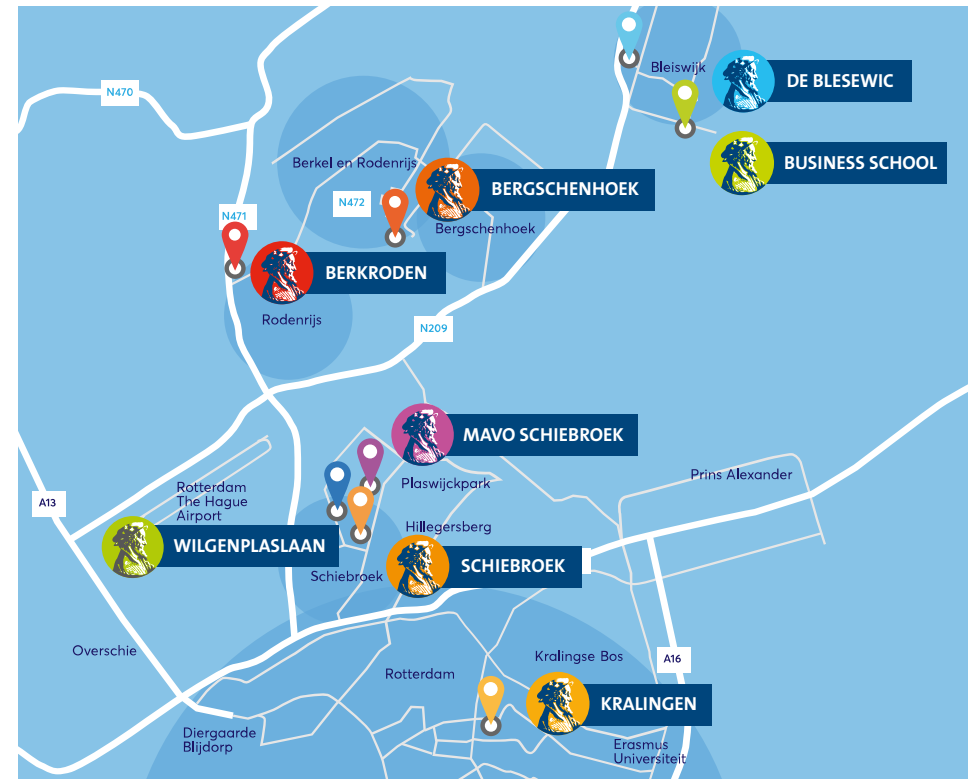 Bleiswijk
DE BLESEWIC
N470
BUSINESS SCHOOL
Berkel en Rodenrijs
BERGSCHENHOEK
N472
N471
Bergschenhoek
BERKRODEN
Rodenrijs
N209
MAVO SCHIEBROEK
Prins Alexander
Plaswijckpark
Rotterdam
The Hague
Airport
A13
Hillegersberg
WILGENPLASLAAN
SCHIEBROEK
Schiebroek
Overschie
Kralingse Bos
A16
Rotterdam
KRALINGEN
Diergaarde
Blijdorp
Erasmus
Universiteit